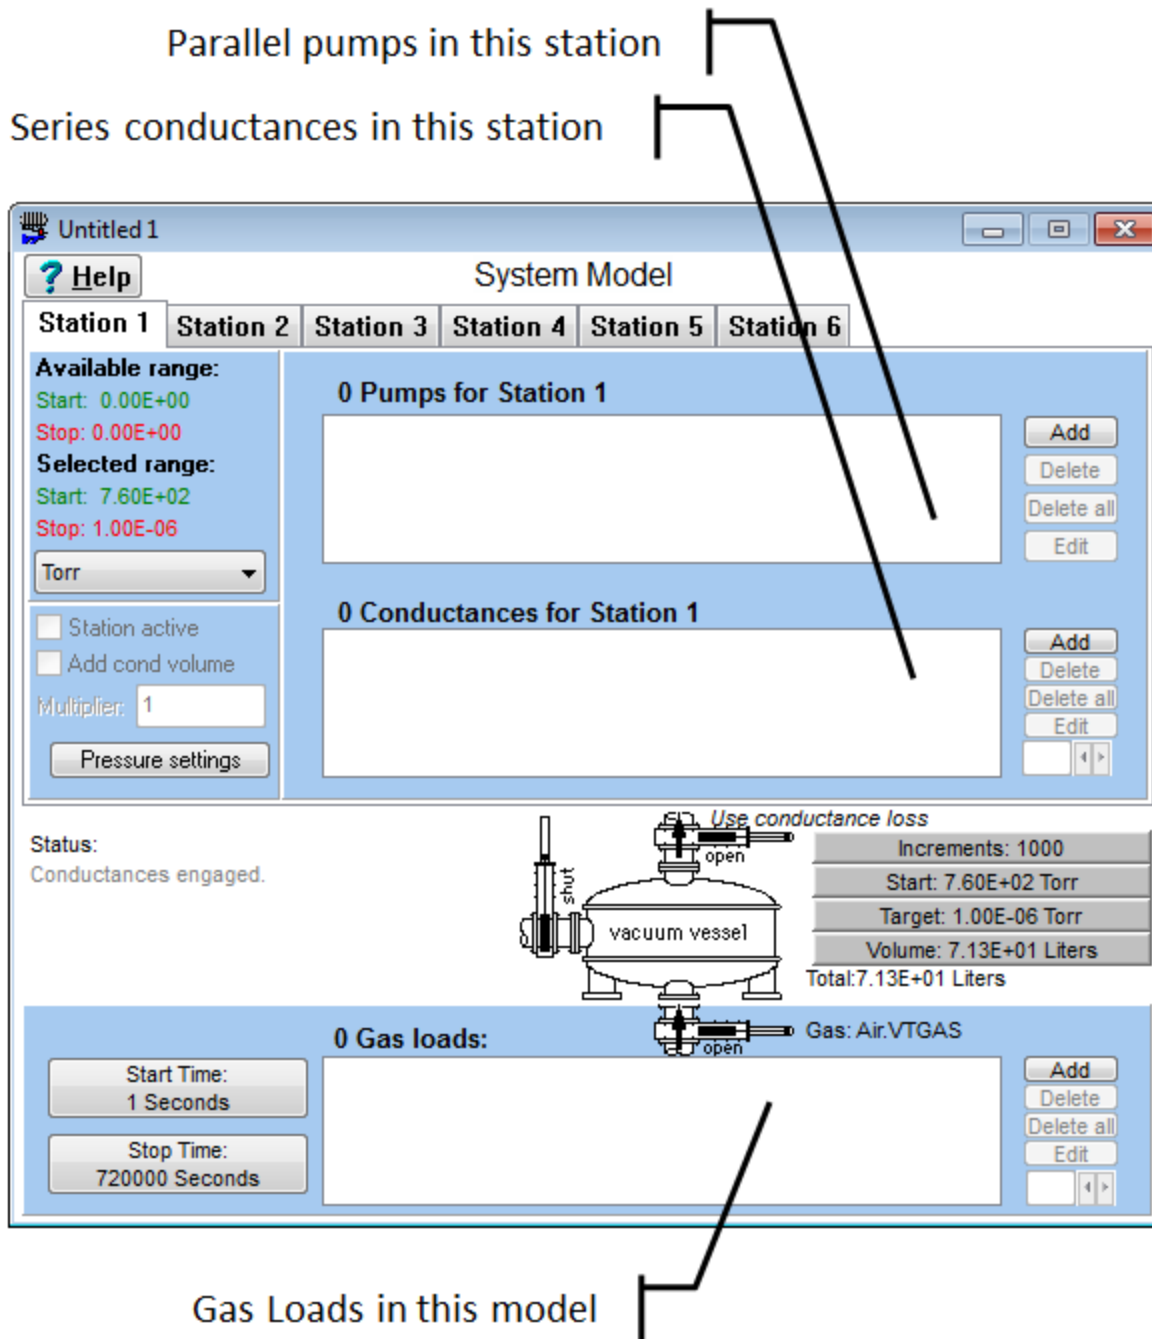 Parallel pumps in this station
Series conductances in this station
Untitled 1
? Help
System Model
Station 1
Station 2
Station 3
Station 4
Station 5
Station 6
Available range:
Start: 0.00E+00
Stop: 0.00E+00
Selected range:
Start: 7.60E+02
Stop: 1.00E-06
Torr
Station active
Add cond volume
Multiplier: 1
Pressure settings
0 Pumps for Station 1
Add
Delete
Delete all
Edit
0 Conductances for Station 1
Add
Delete
Delete all
Edit
Status:
Conductances engaged.
shut
open
vacuum vessel
open
Use conductance loss
Increments: 1000
Start: 7.60E+02 Torr
Target: 1.00E-06 Torr
Volume: 7.13E+01 Liters
Total:7.13E+01 Liters
Gas: Air.VTGAS
0 Gas loads:
Start Time:
1 Seconds
Stop Time:
720000 Seconds
Add
Delete
Delete all
Edit
Gas Loads in this model